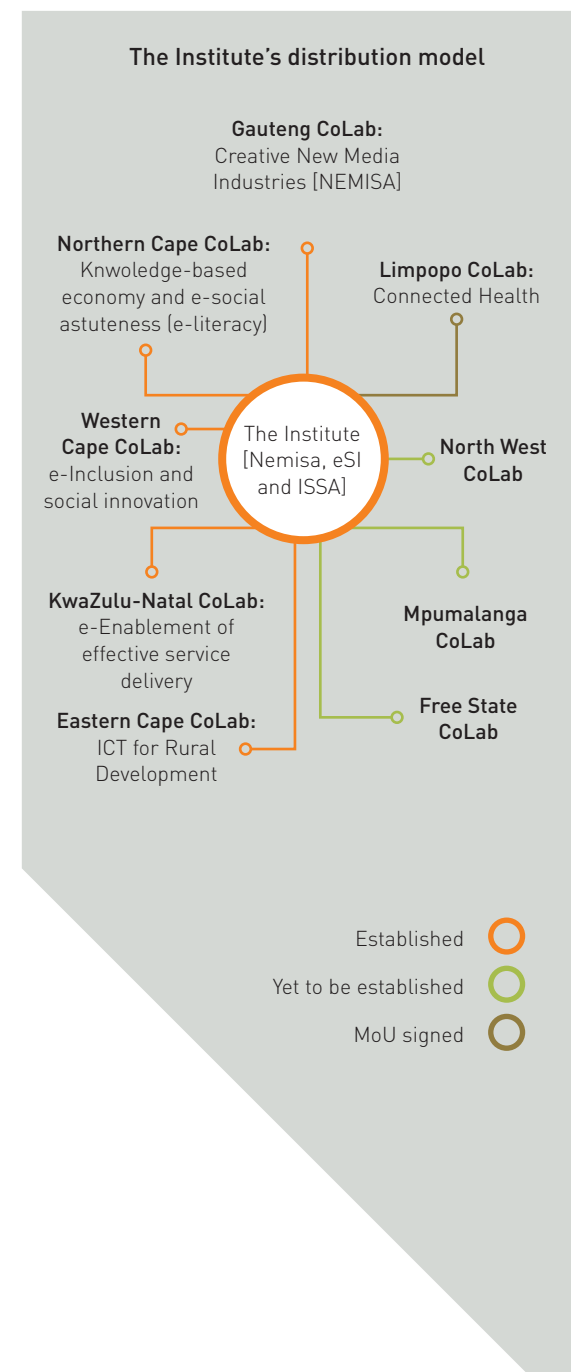 The Institute's distribution model
Gauteng CoLab:
Creative New Media
Industries [NEMISA]
Northern Cape CoLab:
Knwoledge-based
economy and e-social
astuteness (e-literacy)
Limpopo CoLab:
Connected Health
Western
Cape CoLab:
e-Inclusion and
social innovation
The Institute
[Nemisa, eSI
and ISSA]
North West
CoLab
KwaZulu-Natal CoLab:
e-Enablement of
effective service
delivery
Mpumalanga
CoLab
Eastern Cape CoLab:
ICT for Rural
Development
Free State
CoLab
Established
Yet to be established
MoU signed